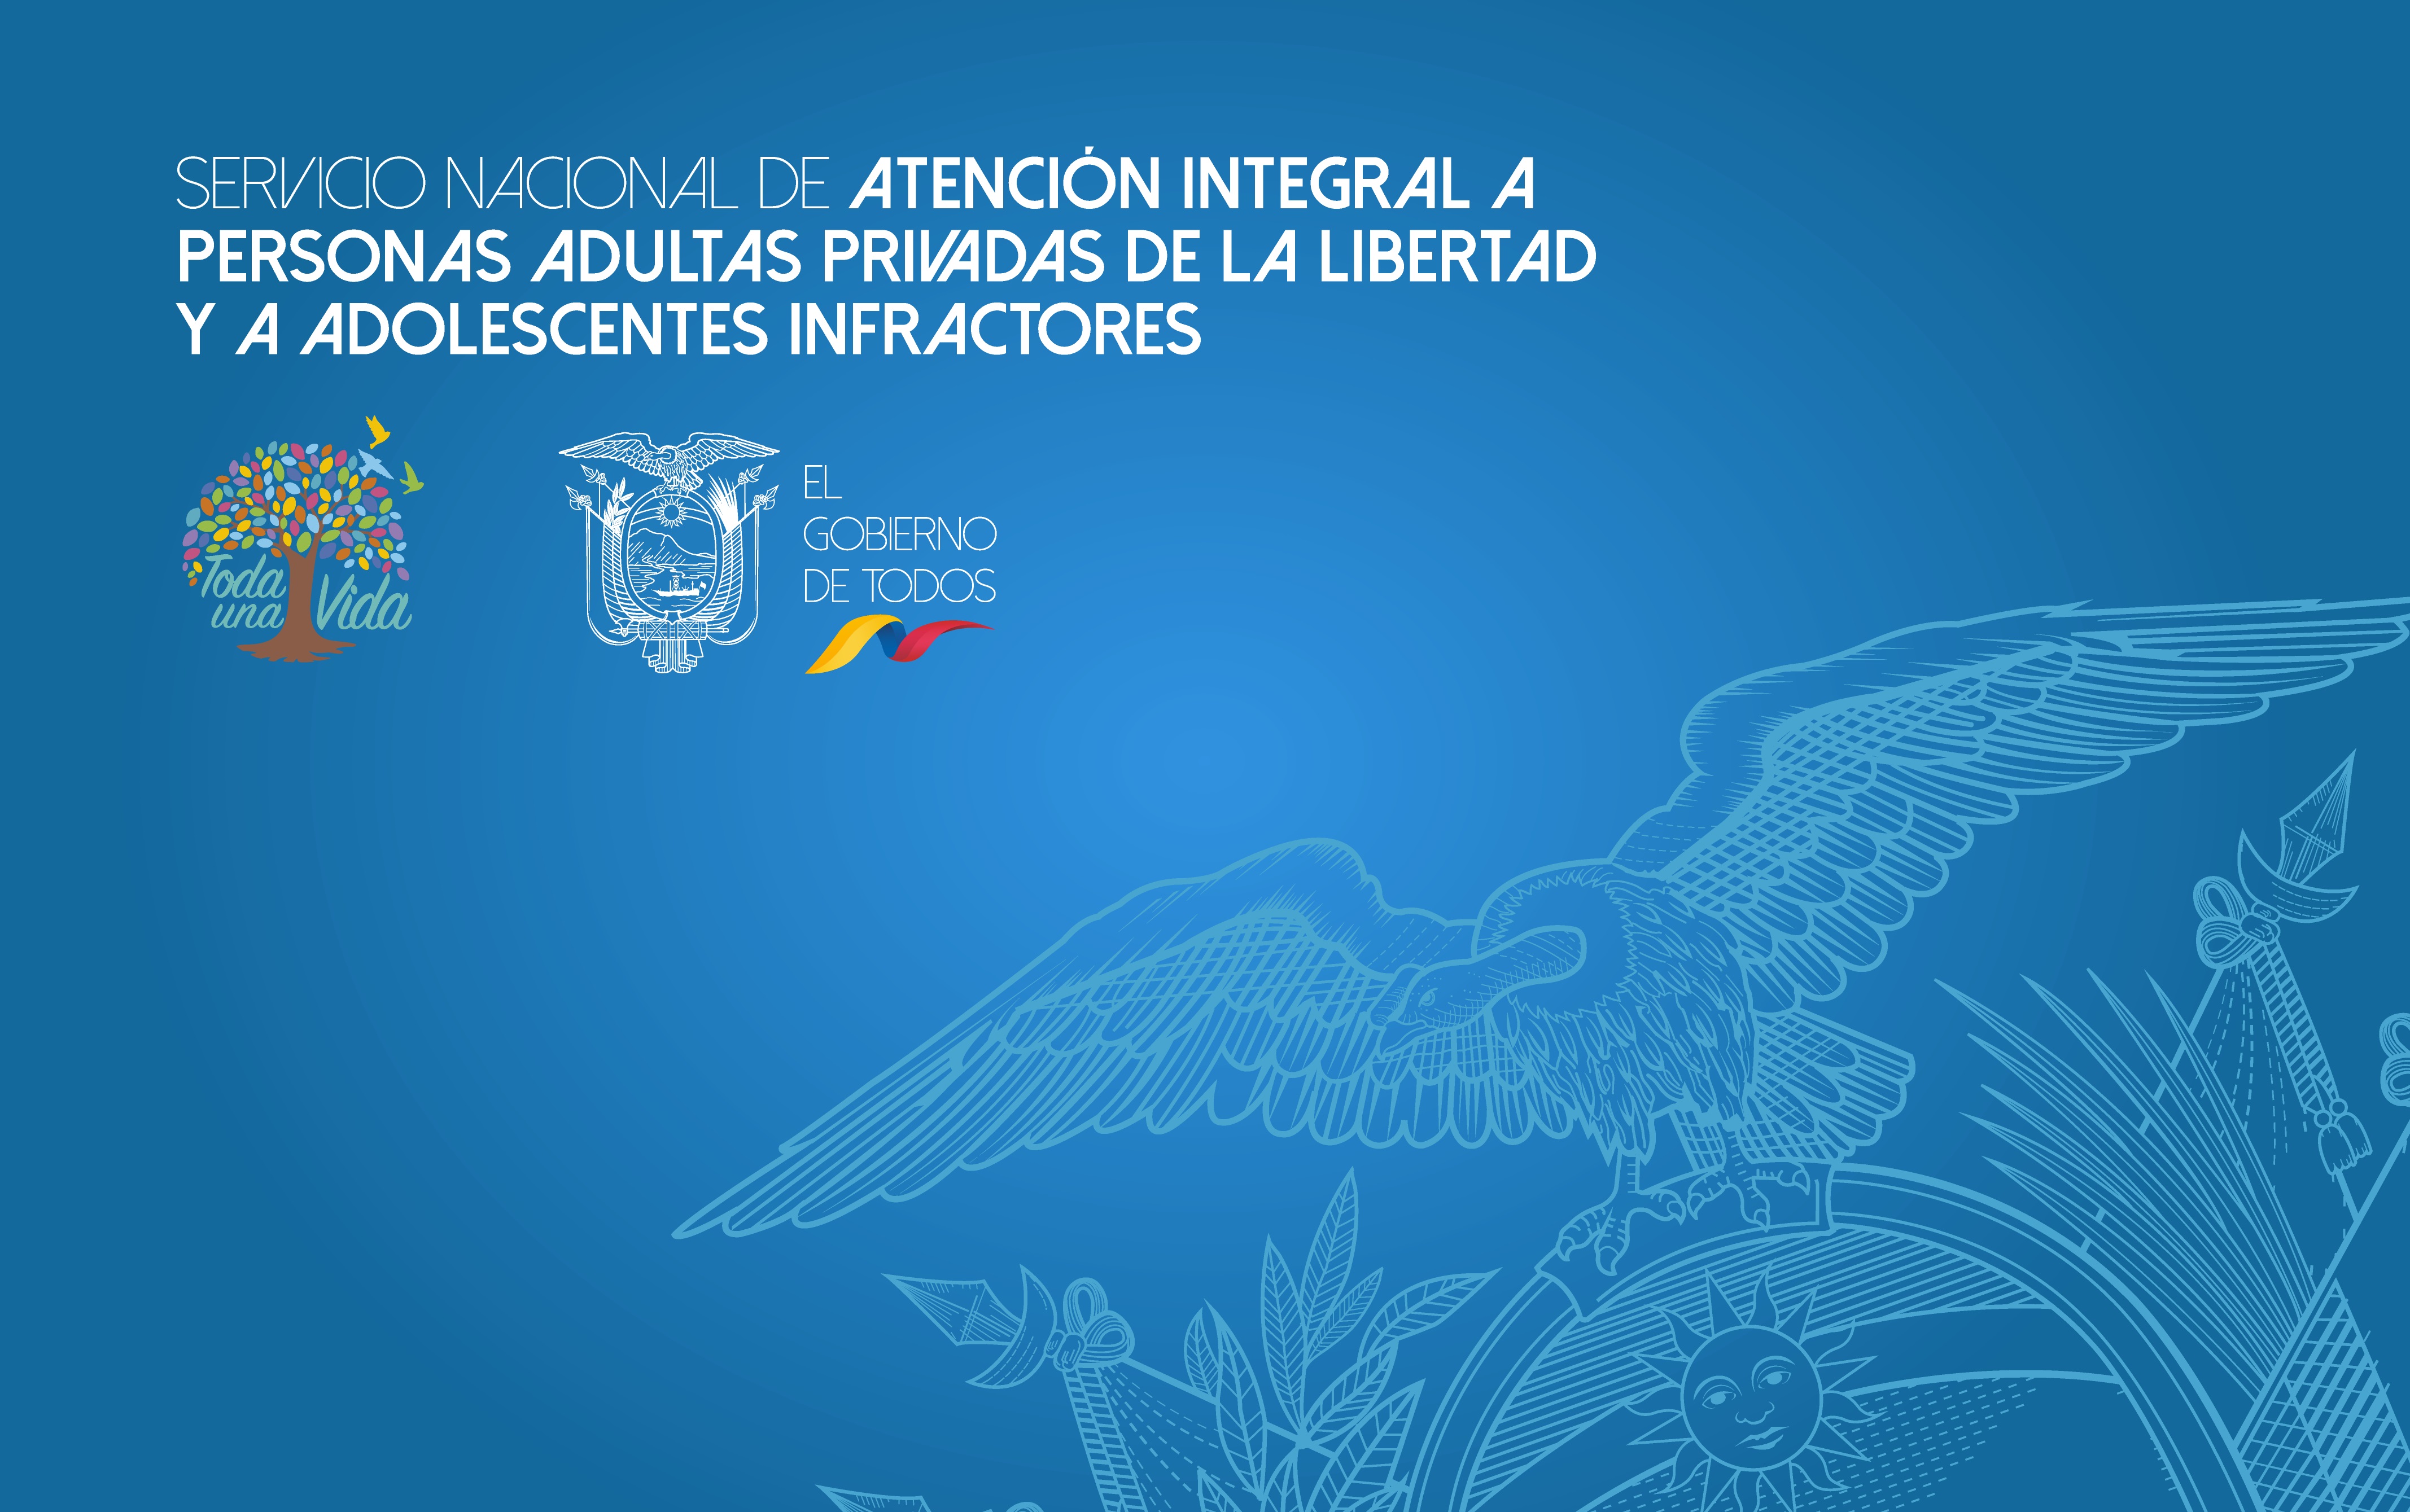 SERVICIO NACIONAL DE ATENCIÓN INTEGRAL A
PERSONAS ADULTAS PRIVADAS DE LA LIBERTAD
Y A ADOLESCENTES INFRACTORES
Toda
una Vida
EL
GOBIERNO
DE TODOS